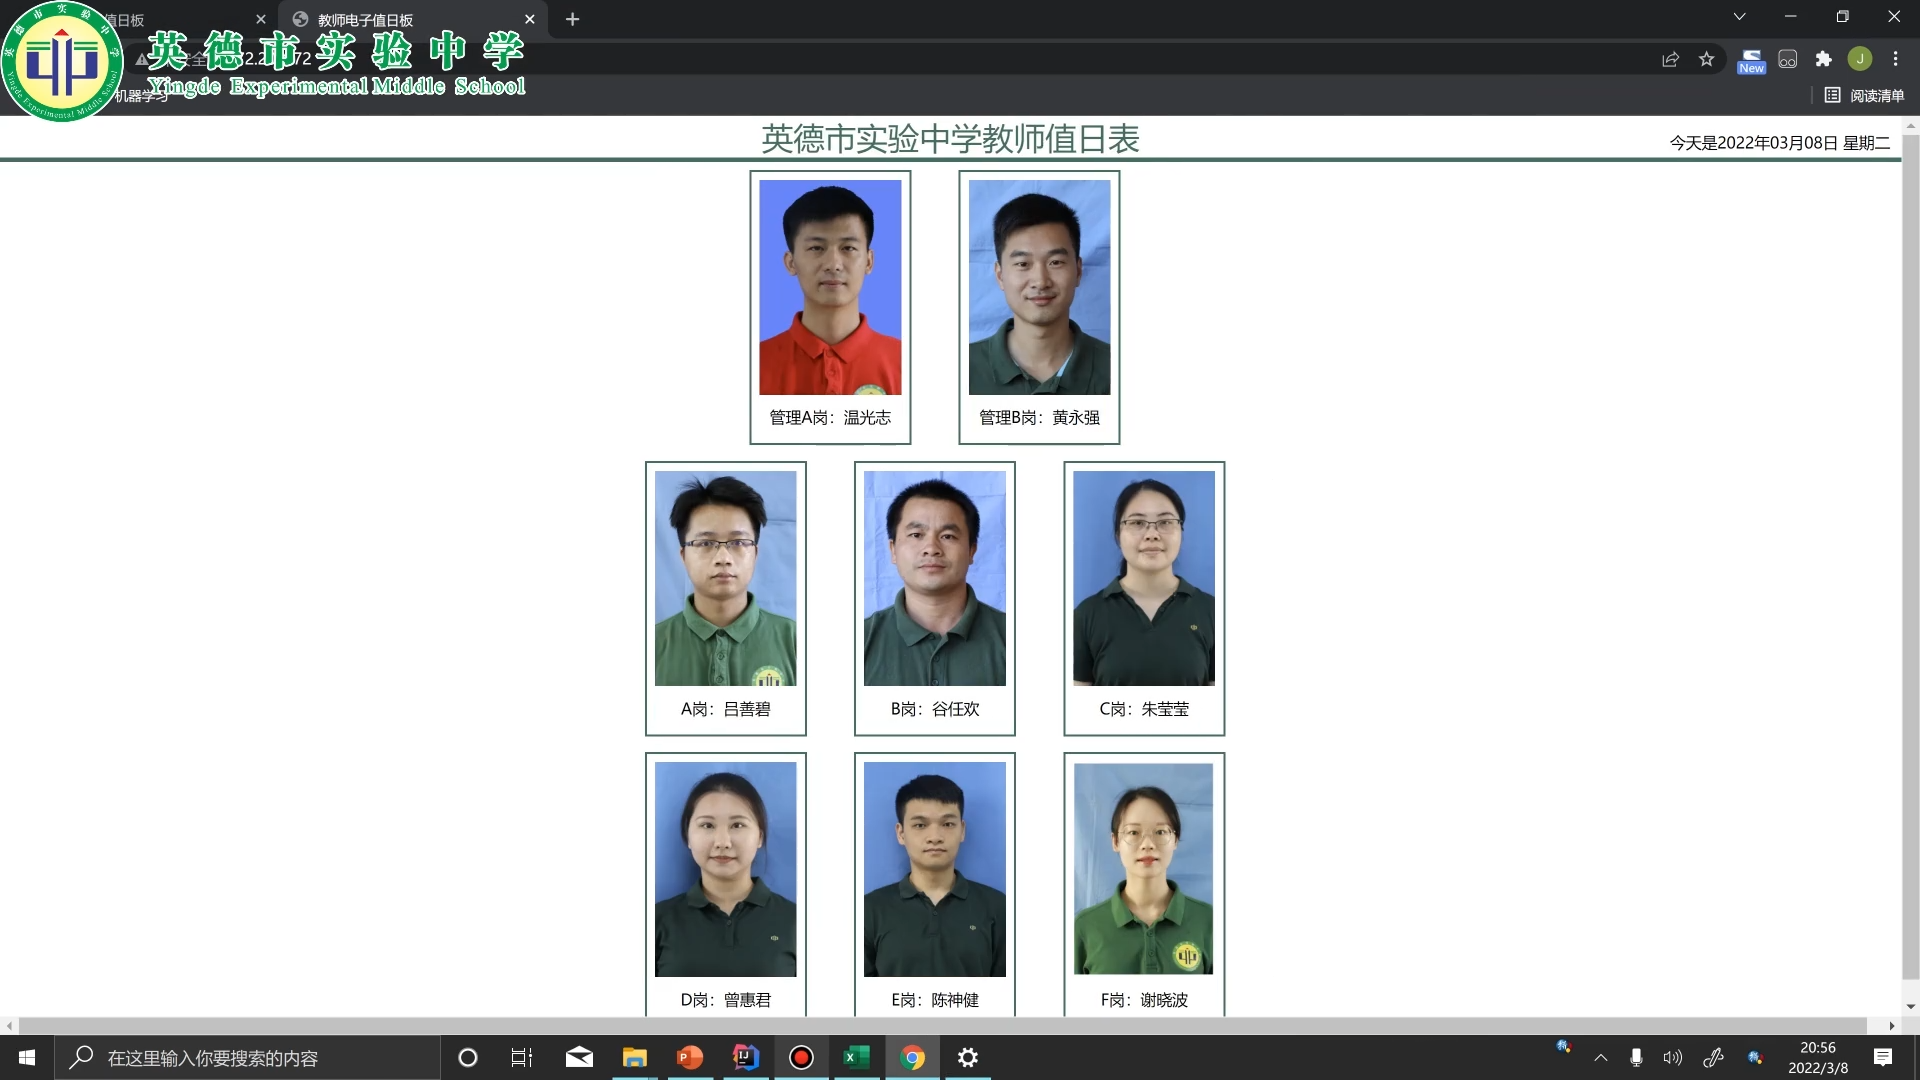 值日板
教师电子值日板
英德市实验中学
Yingde Experimental Middle School
New
J
机器学习
阅读清单
英德市实验中学教师值日表
今天是2022年03月08日 星期二
管理A岗：温光志
管理B岗：黄永强
A岗：吕善碧
B岗：谷任欢
C岗：朱莹莹
D岗：曾惠君
E岗：陈神健
F岗：谢晓波
在这里输入你要搜索的内容
20:56
2022/3/8